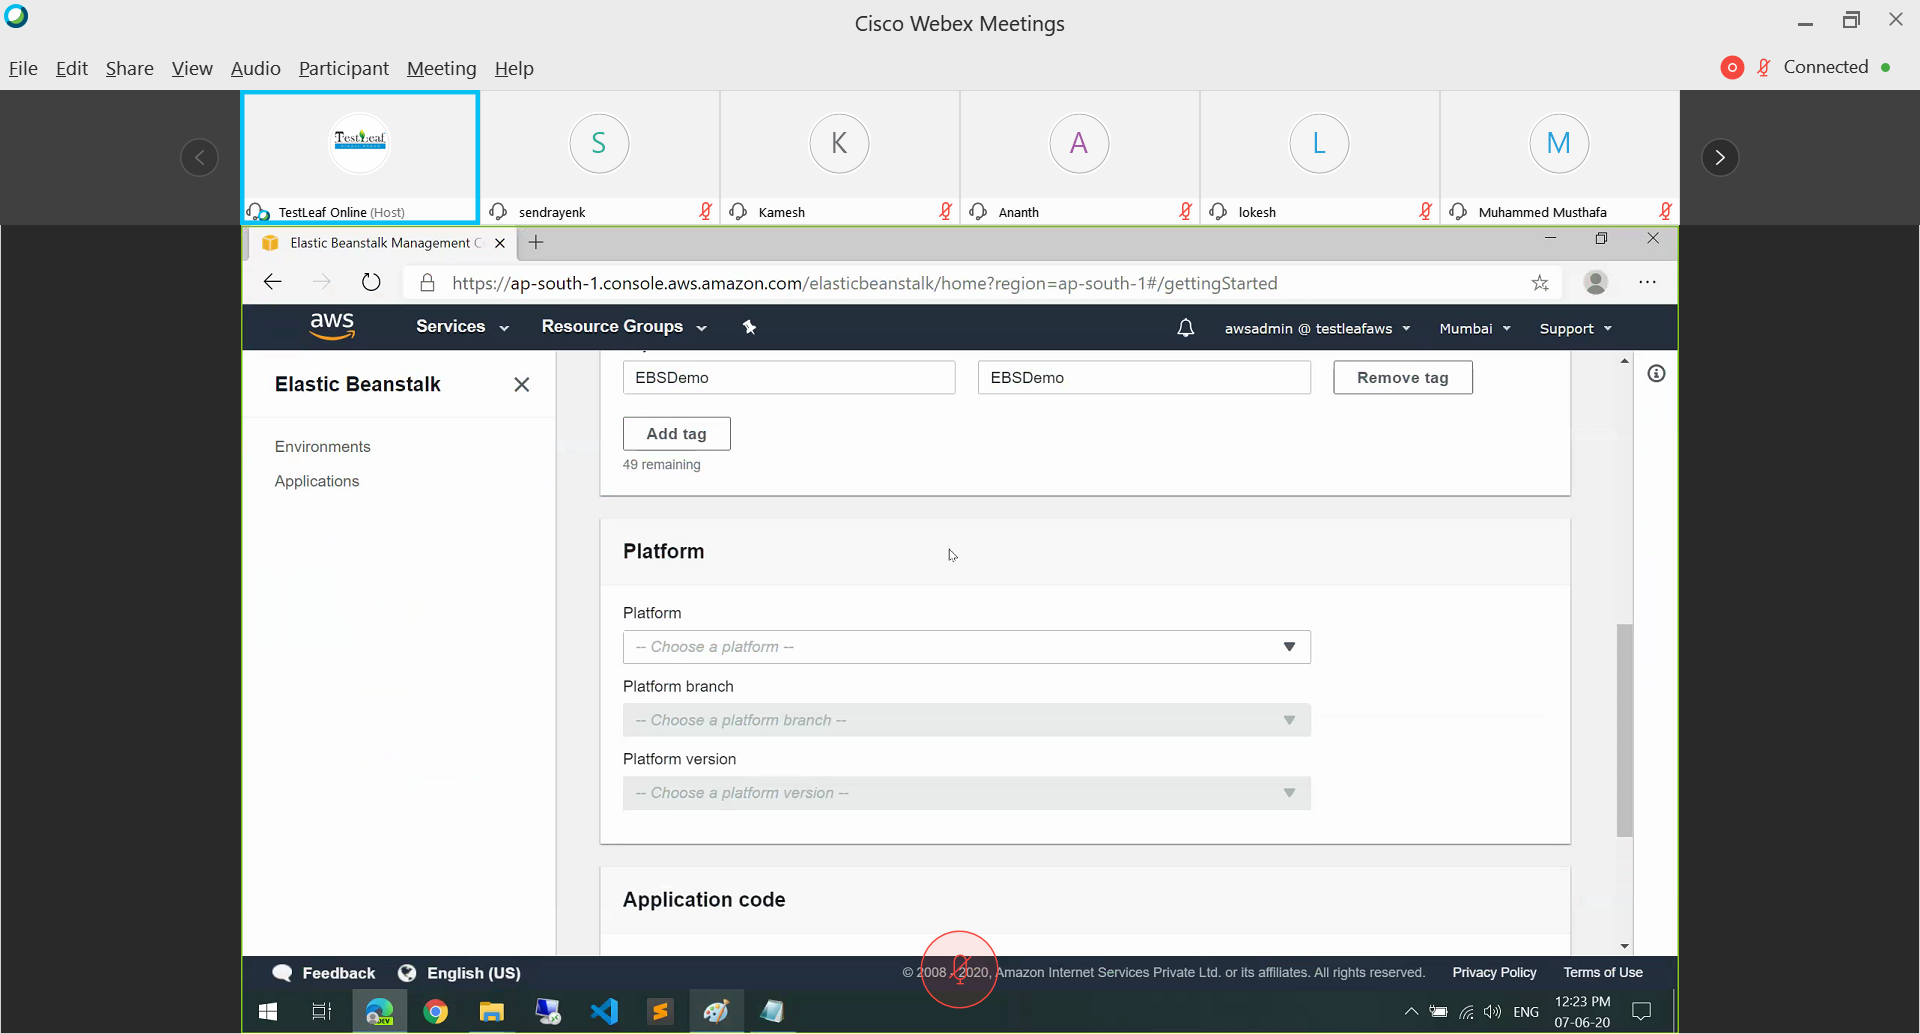 Cisco Webex Meetings
File Edit Share View Audio Participant Meeting Help
Connected
TestLeaf
S
K
A
L
M
TestLeaf Online (Host)
sendrayenk
Kamesh
Ananth
lokesh
Muhammed Musthafa
Elastic Beanstalk Management C
https://ap-south-1.console.aws.amazon.com/elasticbeanstalk/home?region=ap-south-1#/gettingStarted
aws
Services
Resource Groups
awsadmin @ testleafaws
Mumbai
Support
Elastic Beanstalk
Environments
Applications
EBSDemo
EBSDemo
Remove tag
Add tag
49 remaining
Platform
Platform
-- Choose a platform --
Platform branch
-- Choose a platform branch --
Platform version
-- Choose a platform version --
Application code
Feedback
English (US)
© 2008 - 2020, Amazon Internet Services Private Ltd. or its affiliates. All rights reserved.
Privacy Policy
Terms of Use
DEV
ENG
12:23 PM
07-06-20